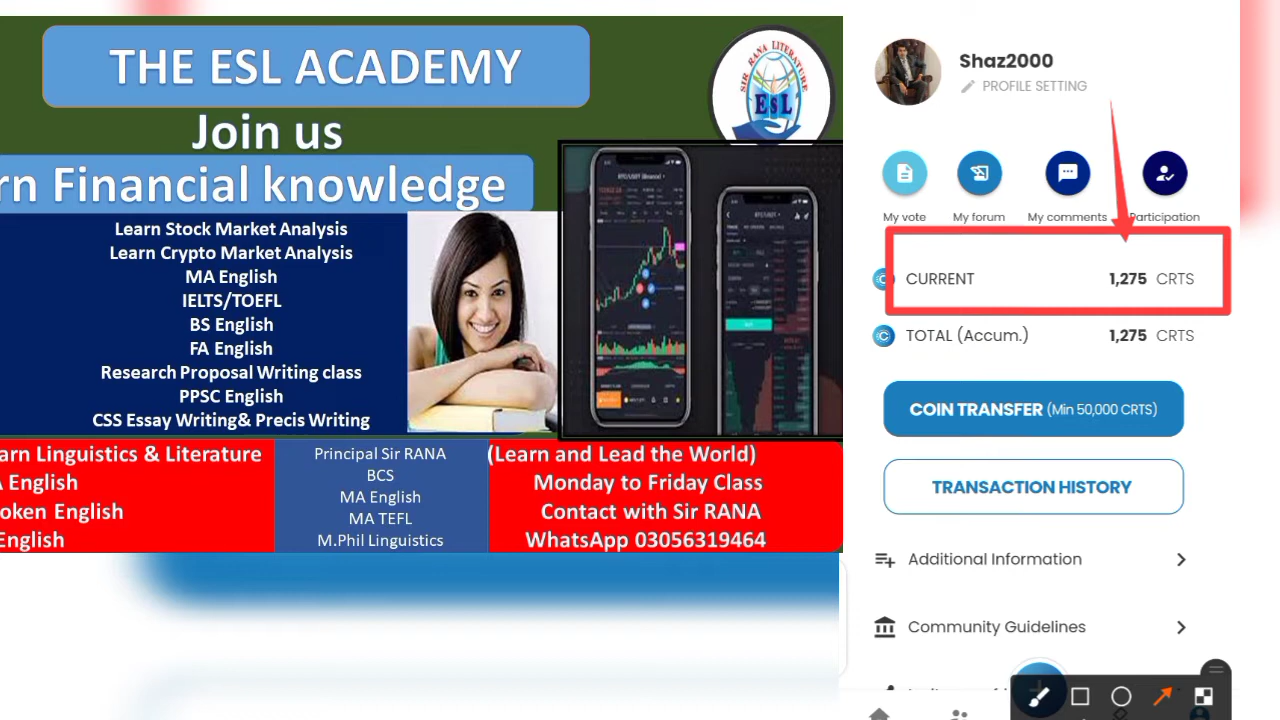 THE ESL ACADEMY
Join us
rn Financial knowledge
Learn Stock Market Analysis
Learn Crypto Market Analysis
MA English
IELTS/TOEFL
BS English
FA English
Research Proposal Writing class
PPSC English
CSS Essay Writing& Precis Writing
arn Linguistics & Literature
A English
oken English
English
Principal Sir RANA
BCS
MA English
MA TEFL
M.Phil Linguistics
(Learn and Lead the World)
Monday to Friday Class
Contact with Sir RANA
WhatsApp 03056319464
SIR RANA LITERATURE
ESL
Shaz2000
PROFILE SETTING
My vote
My forum
My comments
Participation
CURRENT 1,275 CRTS
TOTAL (Accum.) 1,275 CRTS
COIN TRANSFER (Min 50,000 CRTS)
TRANSACTION HISTORY
Additional Information
Community Guidelines